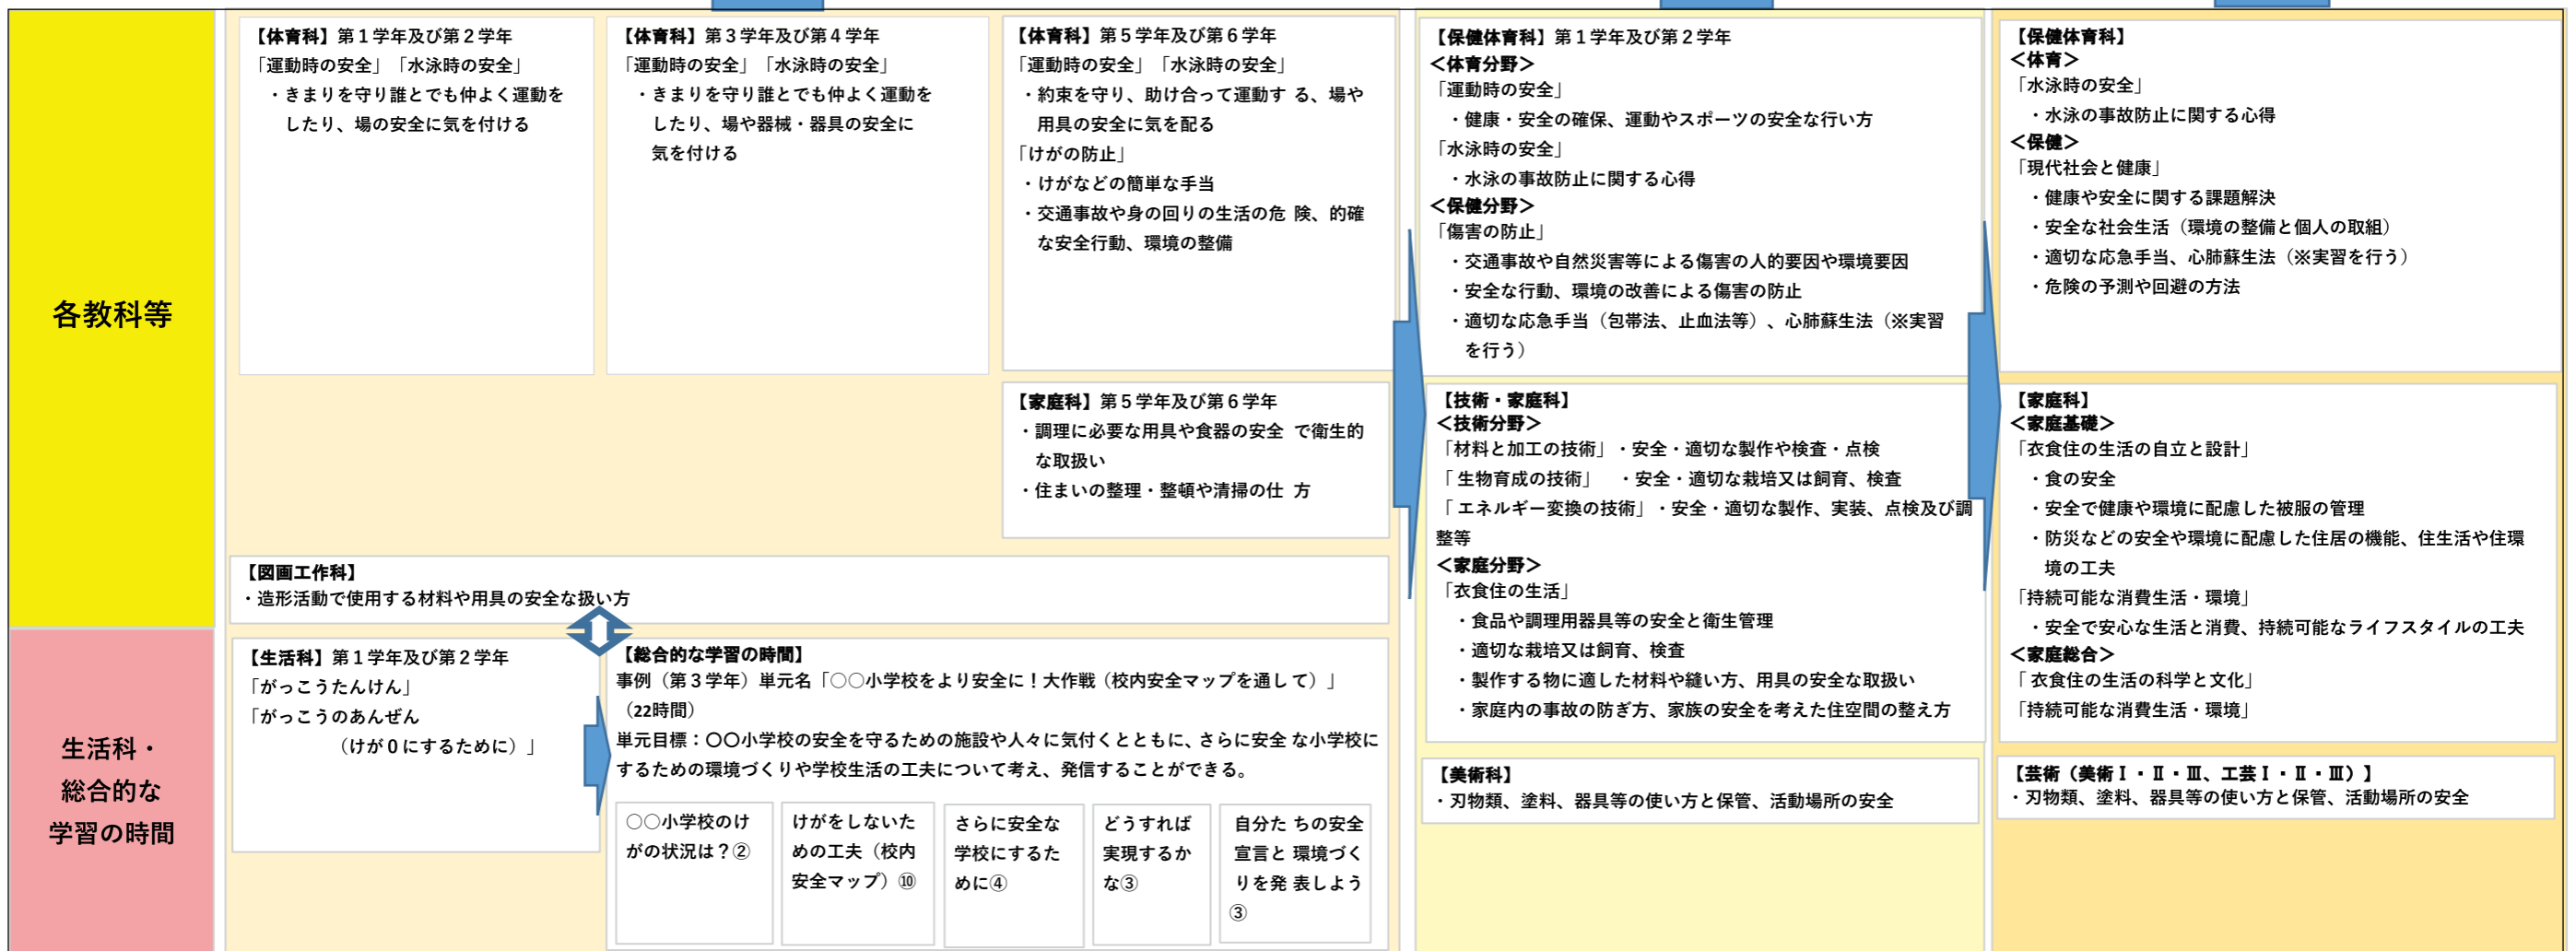 各教科等
【体育科】第１学年及び第２学年
「運動時の安全」「水泳時の安全」
・きまりを守り誰とでも仲よく運動を
したり、場の安全に気を付ける
【体育科】第３学年及び第４学年
「運動時の安全」「水泳時の安全」
・きまりを守り誰とでも仲よく運動を
したり、場や器械・器具の安全に
気を付ける
【体育科】第５学年及び第６学年
「運動時の安全」「水泳時の安全」
・約束を守り、助け合って運動す る、場や
用具の安全に気を配る
「けがの防止」
・けがなどの簡単な手当
・交通事故や身の回りの生活の危 険、的確
な安全行動、環境の整備
【家庭科】第５学年及び第６学年
・調理に必要な用具や食器の安全 で衛生的
な取扱い
・住まいの整理・整頓や清掃の仕 方
【図画工作科】
・造形活動で使用する材料や用具の安全な扱い方
【保健体育科】第１学年及び第２学年
＜体育分野＞
「運動時の安全」
・健康・安全の確保、運動やスポーツの安全な行い方
「水泳時の安全」
・水泳の事故防止に関する心得
＜保健分野＞
「傷害の防止」
・交通事故や自然災害等による傷害の人的要因や環境要因
・安全な行動、環境の改善による傷害の防止
・適切な応急手当（包帯法、止血法等）、心肺蘇生法（※実習
を行う）
【技術・家庭科】
＜技術分野＞
「材料と加工の技術」・安全・適切な製作や検査・点検
「 生物育成の技術」　・安全・適切な栽培又は飼育、検査
「 エネルギー変換の技術」・安全・適切な製作、実装、点検及び調
整等
＜家庭分野＞
「衣食住の生活」
・食品や調理用器具等の安全と衛生管理
・適切な栽培又は飼育、検査
・製作する物に適した材料や縫い方、用具の安全な取扱い
・家庭内の事故の防ぎ方、家族の安全を考えた住空間の整え方
【美術科】
・刃物類、塗料、器具等の使い方と保管、活動場所の安全
【保健体育科】
＜体育＞
「水泳時の安全」
・水泳の事故防止に関する心得
＜保健＞
「現代社会と健康」
・健康や安全に関する課題解決
・安全な社会生活（環境の整備と個人の取組）
・適切な応急手当、心肺蘇生法（※実習を行う）
・危険の予測や回避の方法
【家庭科】
＜家庭基礎＞
「衣食住の生活の自立と設計」
・食の安全
・安全で健康や環境に配慮した被服の管理
・防災などの安全や環境に配慮した住居の機能、住生活や住環
境の工夫
「持続可能な消費生活・環境」
・安全で安心な生活と消費、持続可能なライフスタイルの工夫
＜家庭総合＞
「 衣食住の生活の科学と文化」
「持続可能な消費生活・環境」
【芸術（美術Ⅰ・Ⅱ・Ⅲ、工芸Ⅰ・Ⅱ・Ⅲ）】
・刃物類、塗料、器具等の使い方と保管、活動場所の安全
生活科・
総合的な
学習の時間
【生活科】第１学年及び第２学年
「がっこうたんけん」
「がっこうのあんぜん
（けが０にするために）」
【総合的な学習の時間】
事例（第３学年）単元名「○○小学校をより安全に！大作戦（校内安全マップを通して）」
（22時間）
単元目標：〇〇小学校の安全を守るための施設や人々に気付くとともに、さらに安全 な小学校に
するための環境づくりや学校生活の工夫について考え、発信することができる。
○○小学校のけ
がの状況は？②
けがをしないた
めの工夫（校内
安全マップ）⑩
さらに安全な
学校にするた
めに④
どうすれば
実現するか
な③
自分た ちの安全
宣言と 環境づく
りを発 表しよう
③